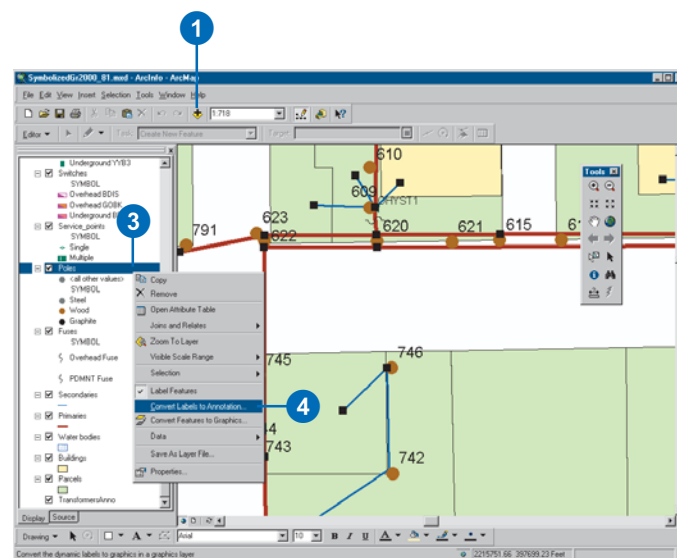 1
SymbolizedGr2000_81.mxd - ArcInfo - ArcMap
File Edit View Insert Selection Tools Window Help
1:718
Editor Task: Create New Feature Target:
Underground YYB3
Switches
SYMBOL
Overhead BDIS
Overhead GOBK
Underground
Service_points
SYMBOL
Single
Multiple
3
Poles
<all other values>
SYMBOL
Steel
Wood
Graphite
Fuses
SYMBOL
Overhead Fuse
PDMNT Fuse
Secondaries
Primaries
Water bodies
Buildings
Parcels
TransformersAnno
Display Source
Copy
Remove
Open Attribute Table
Joins and Relates
Zoom To Layer
Visible Scale Range
Selection
Label Features
Convert Labels to Annotation...
4
Convert Features to Graphics...
Data
Save As Layer File...
Properties...
610
609
HYST1
791
623
622
620
621
615
745
746
743
742
Tools
Drawing A Arial 10 B I U A
Convert the dynamic labels to graphics in a graphics layer
2215751.66 397699.23 Feet